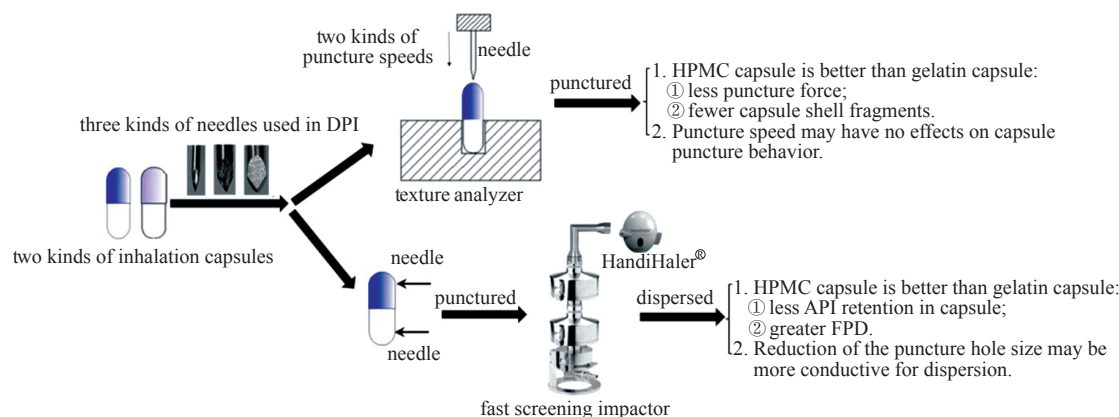 two kinds of
puncture speeds
needle
punctured
1. HPMC capsule is better than gelatin capsule:
① less puncture force;
② fewer capsule shell fragments.
2. Puncture speed may have no effects on capsule
puncture behavior.
three kinds of needles used in DPI
texture analyzer
two kinds of inhalation capsules
needle
punctured
needle
HandiHaler®
dispersed
1. HPMC capsule is better than gelatin capsule:
① less API retention in capsule;
② greater FPD.
2. Reduction of the puncture hole size may be
more conductive for dispersion.
fast screening impactor